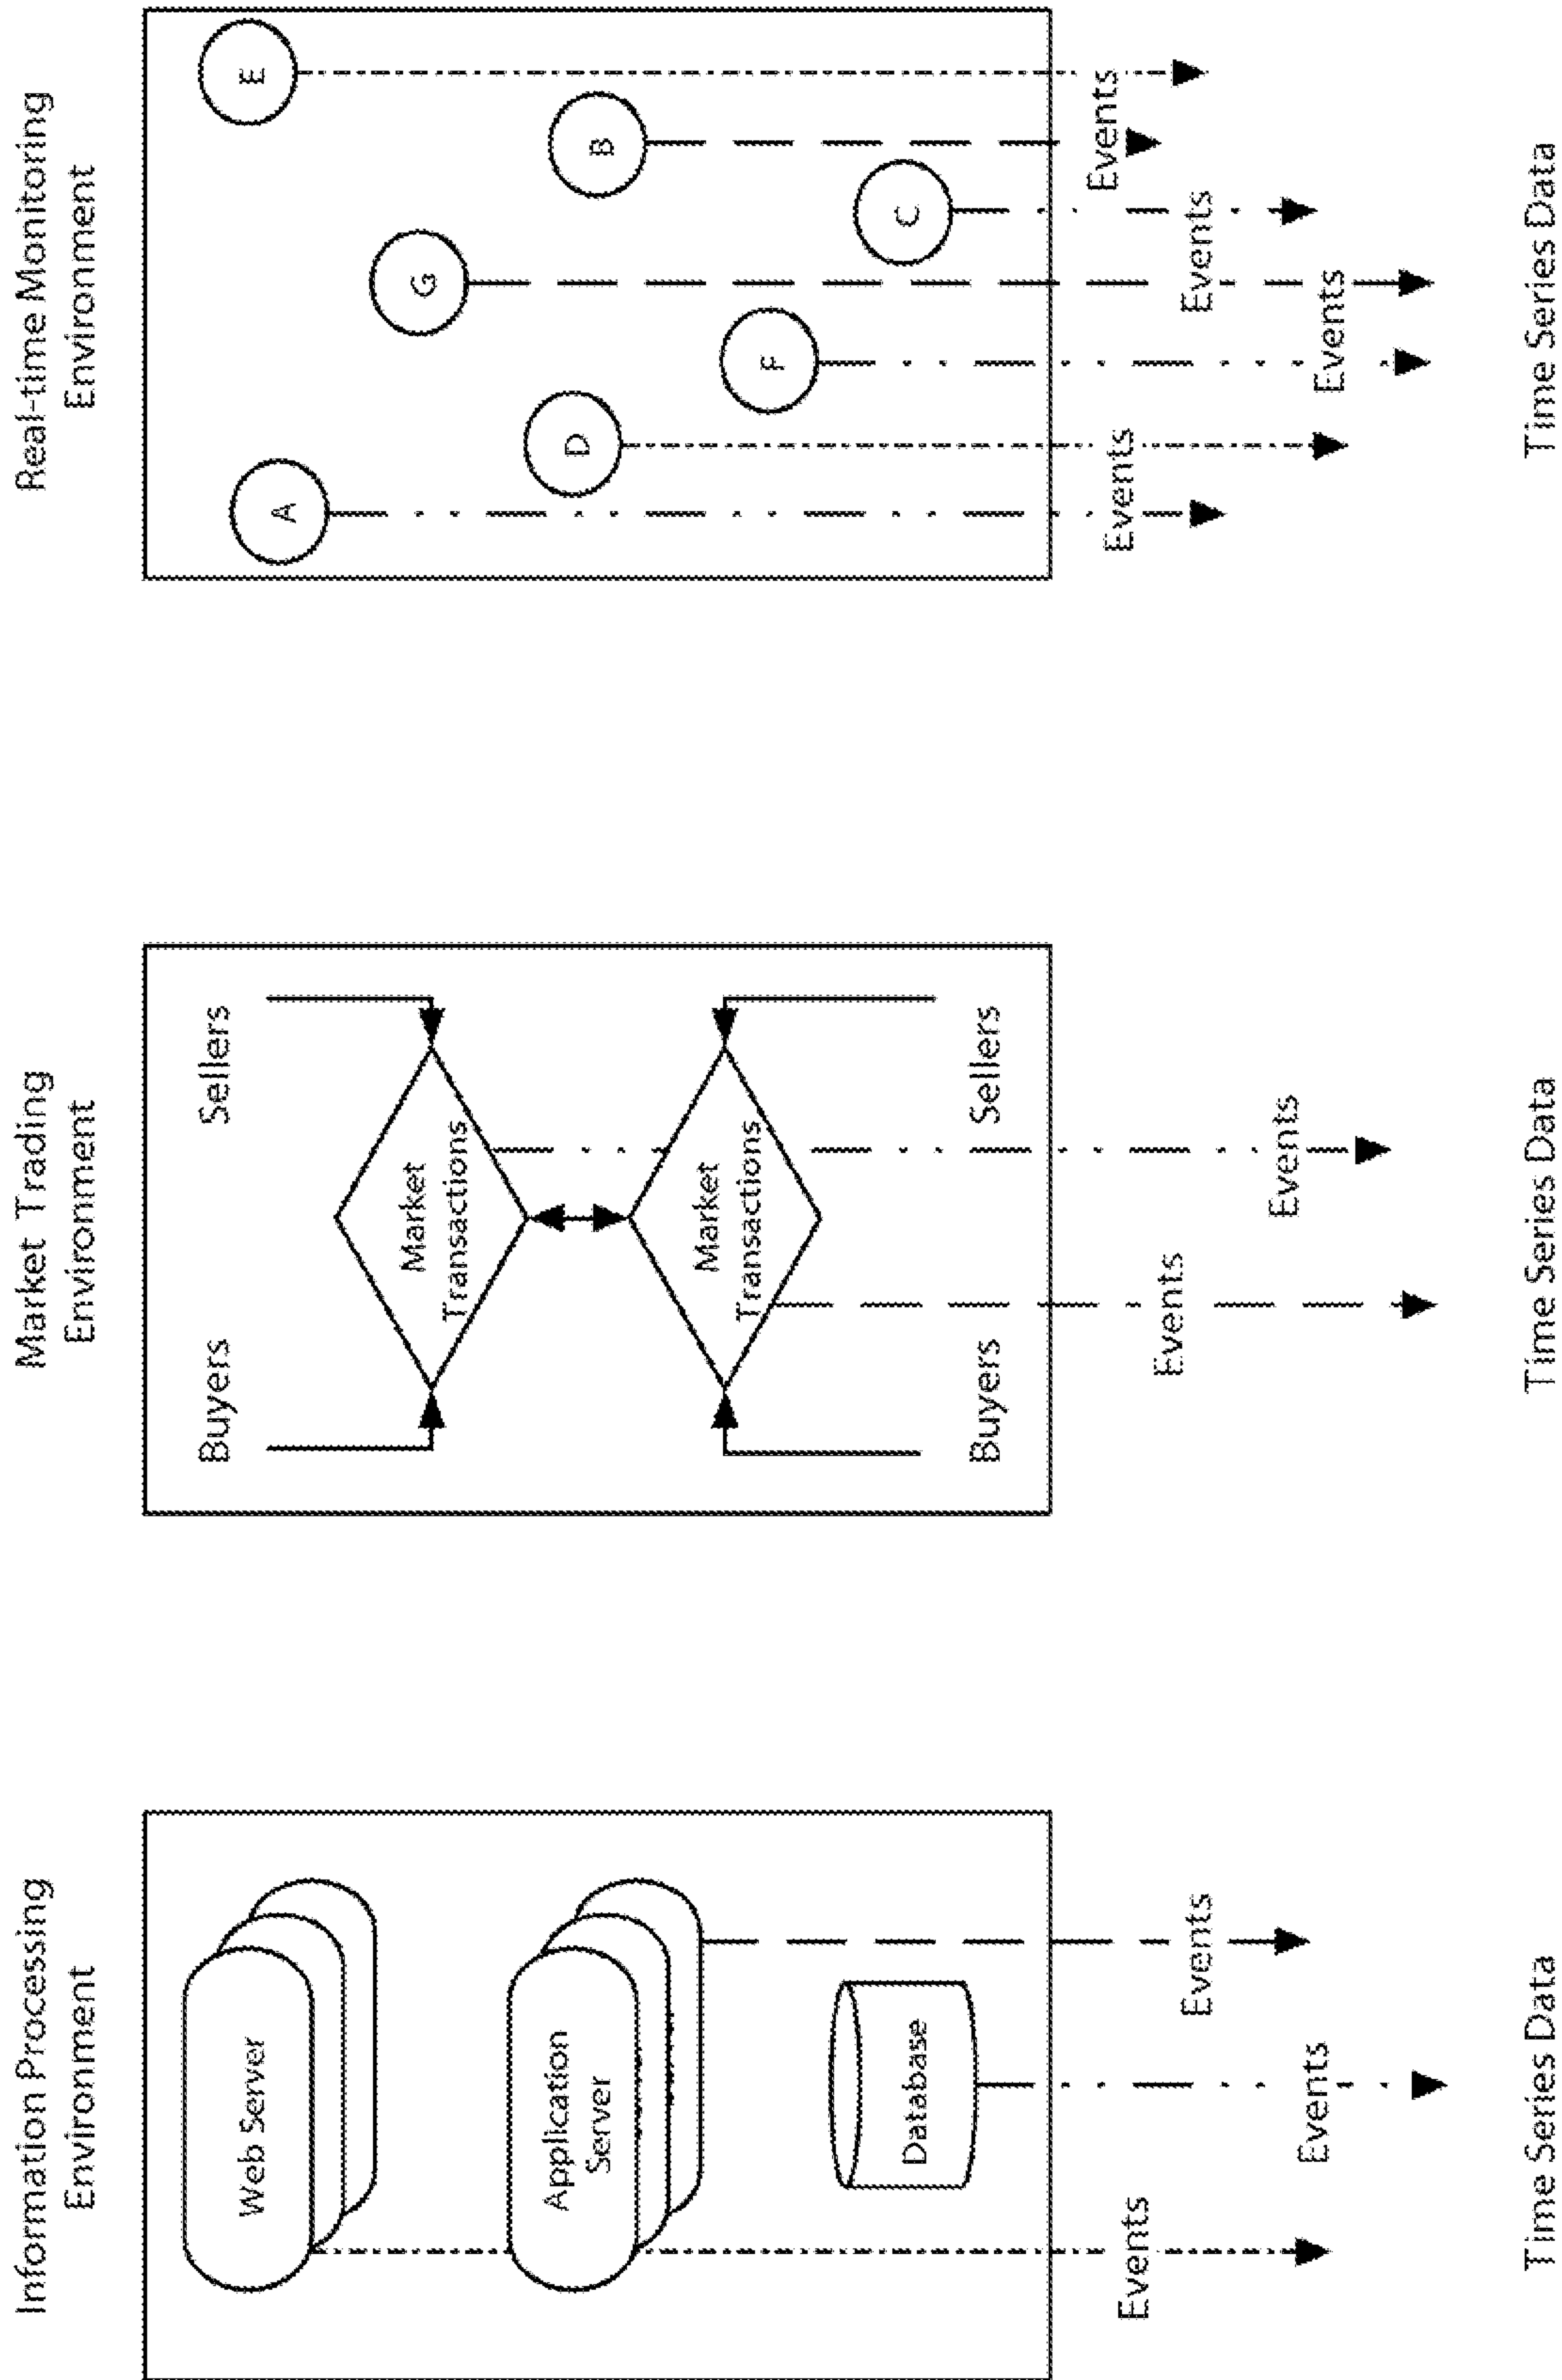 Information Processing
Environment
Web Server
Application
Server
Database
Events
Events
Events
Time Series Data
Market Trading
Environment
Buyers
Sellers
Market
Transactions
Market
Transactions
Buyers
Sellers
Events
Events
Time Series Data
Real-time Monitoring
Environment
A
D
F
G
C
B
E
Events
Events
Events
Events
Time Series Data